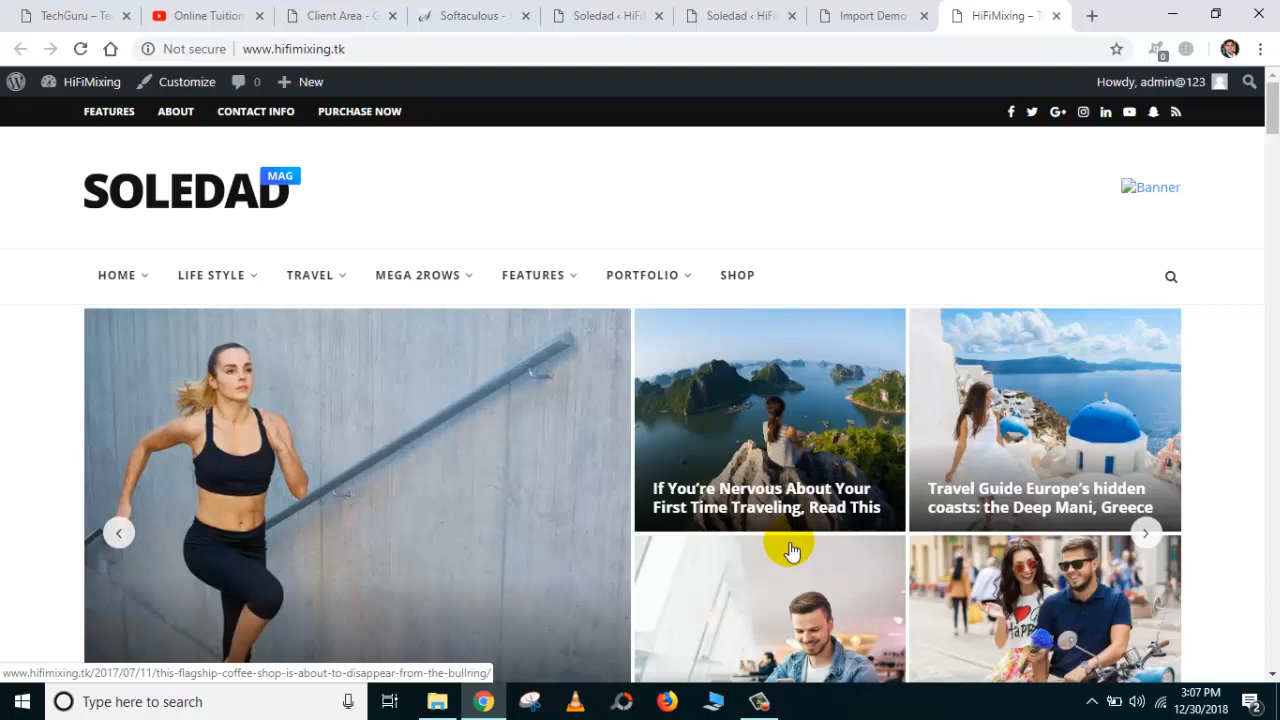 TechGuru - Te
Online Tuition
Client Area - G
Softaculous - S
Soledad ‹ HiFi
Soledad ‹ HiFi
Import Demo
HiFiMixing – T
Not secure
www.hifimixing.tk
0
HiFiMixing
Customize
0
New
Howdy, admin@123
FEATURES
ABOUT
CONTACT INFO
PURCHASE NOW
SOLEDAD
MAG
Banner
HOME
LIFE STYLE
TRAVEL
MEGA 2ROWS
FEATURES
PORTFOLIO
SHOP
If You’re Nervous About Your
First Time Traveling, Read This
Travel Guide Europe’s hidden
coasts: the Deep Mani, Greece
www.hifimixing.tk/2017/07/11/this-flagship-coffee-shop-is-about-to-disappear-from-the-bullring/
Type here to search
3:07 PM
12/30/2018
2